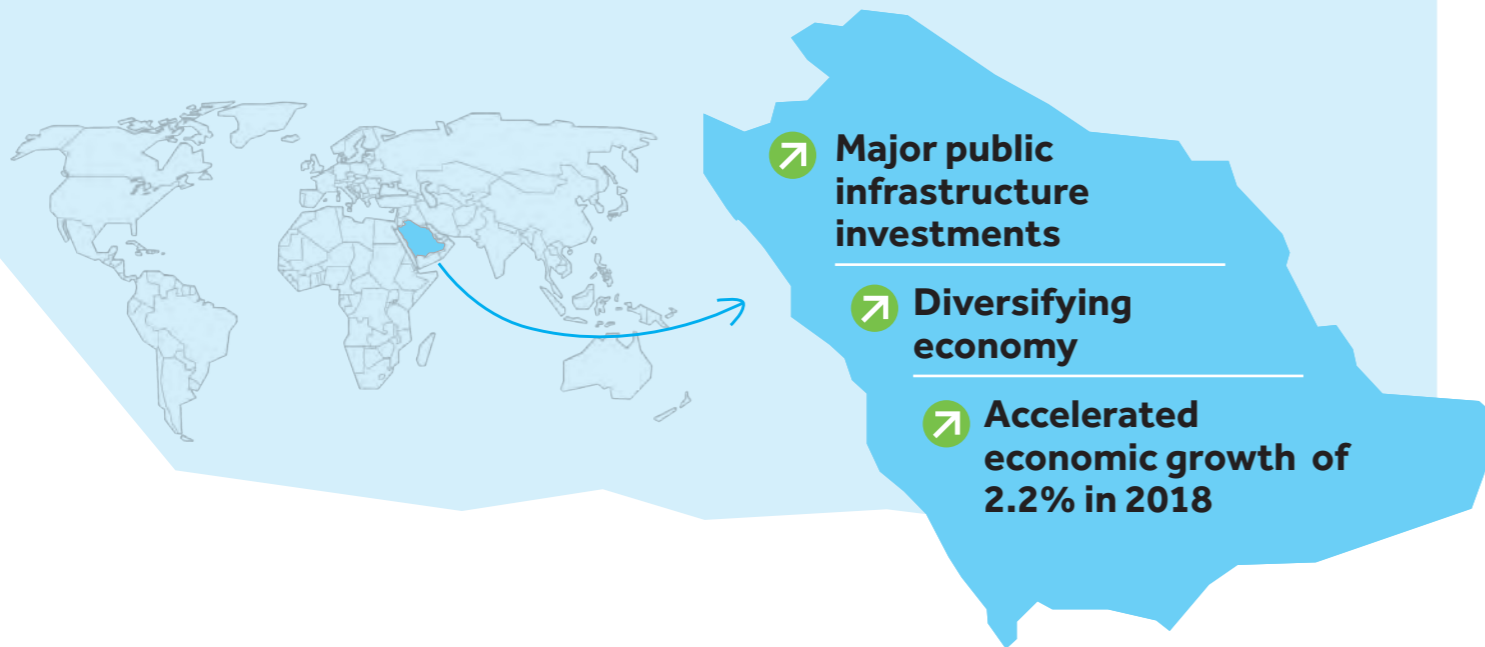 Major public
infrastructure
investments
Diversifying
economy
Accelerated
economic growth of
2.2% in 2018